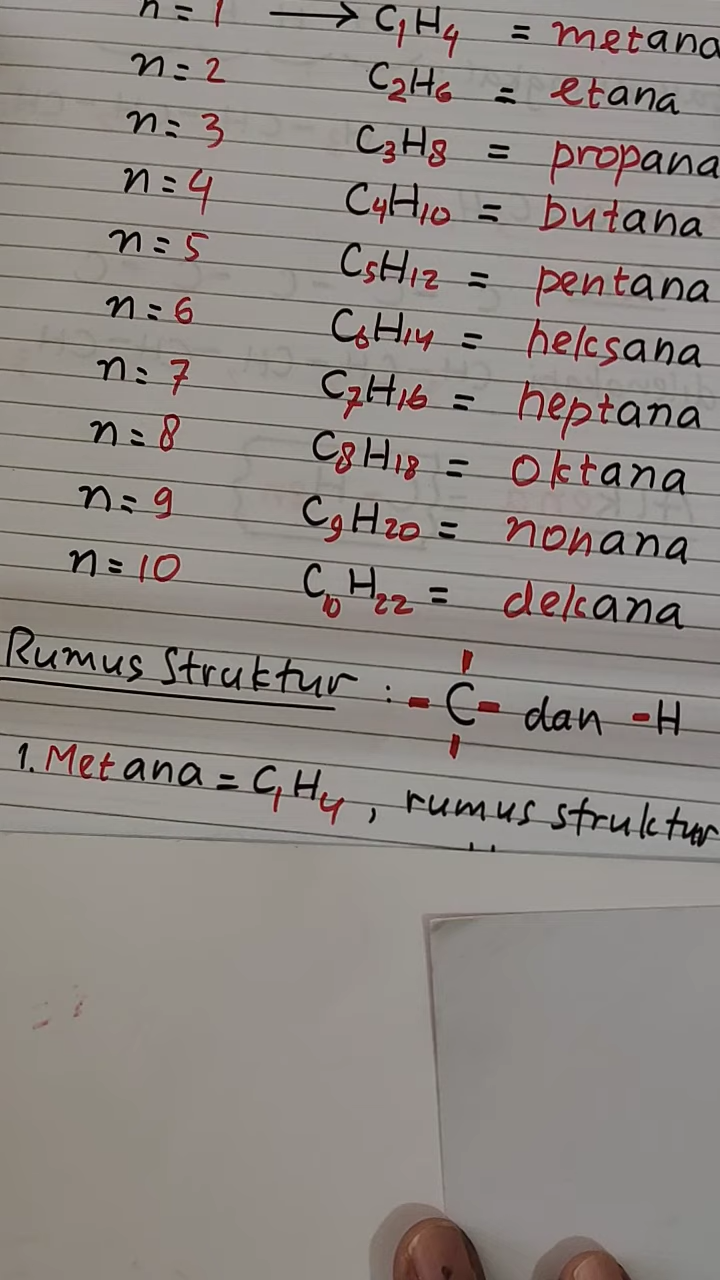 n = 1 ⟶ C₁H₄ = metana
n = 2 C₂H₆ = etana
n = 3 C₃H₈ = propana
n = 4 C₄H₁₀ = butana
n = 5 C₅H₁₂ = pentana
n = 6 C₆H₁₄ = heksana
n = 7 C₇H₁₆ = heptana
n = 8 C₈H₁₈ = oktana
n = 9 C₉H₂₀ = nonana
n = 10 C₁₀H₂₂ = dekana
Rumus Struktur : -C- dan -H
1. Metana = C₁H₄, rumus struktur